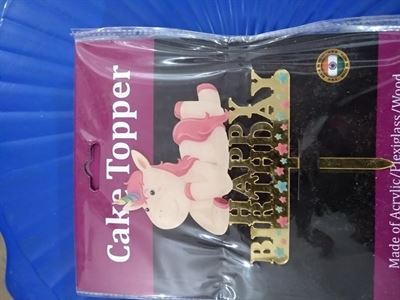 Cake Topper
HAPPY
BIRTHDAY
Made of Acrylic/Plexiglass/Wood